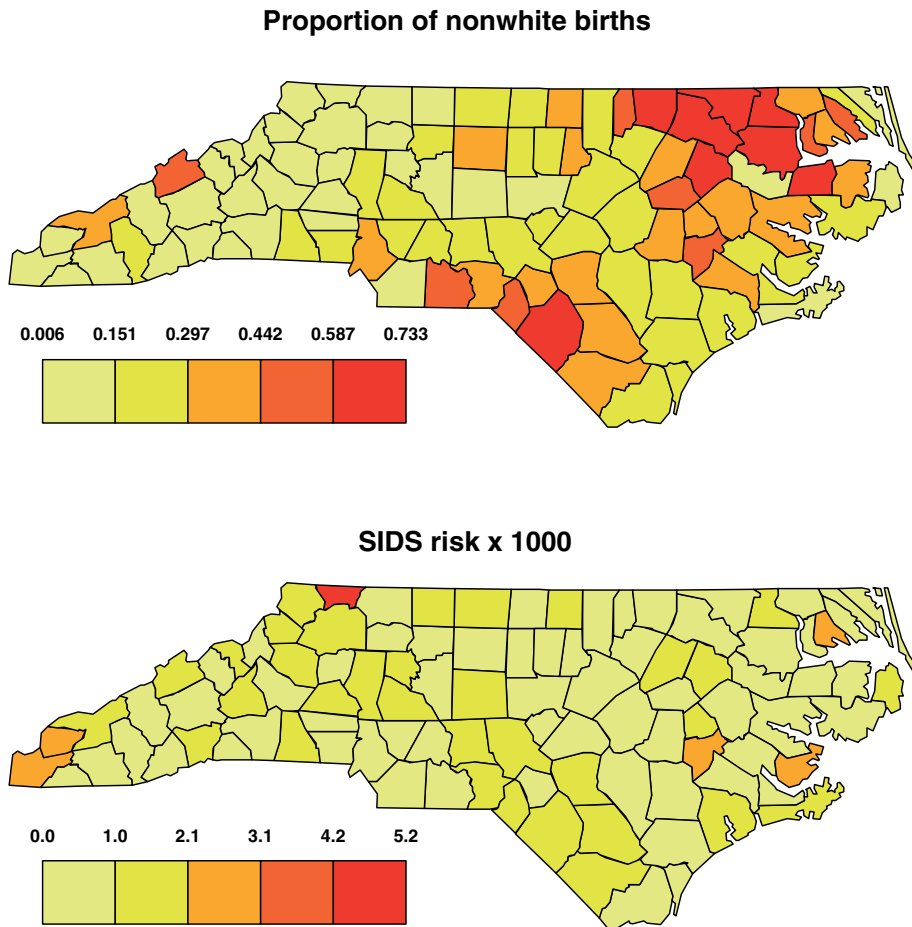 Proportion of nonwhite births
0.006 0.151 0.297 0.442 0.587 0.733
SIDS risk x 1000
0.0 1.0 2.1 3.1 4.2 5.2